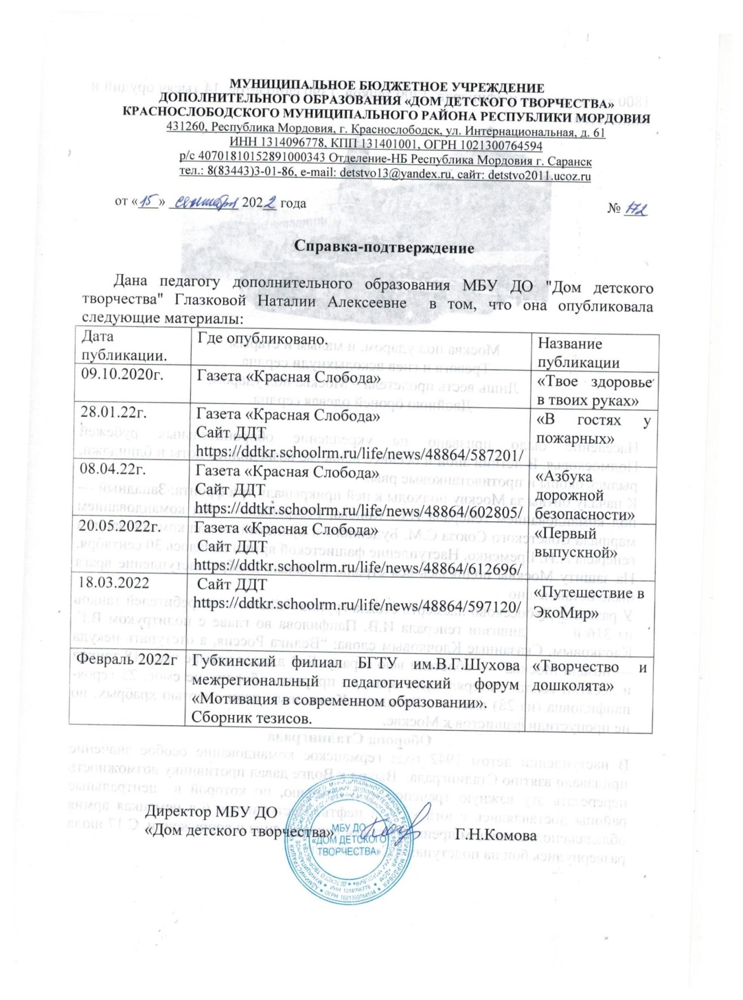 МУНИЦИПАЛЬНОЕ БЮДЖЕТНОЕ УЧРЕЖДЕНИЕ
ДОПОЛНИТЕЛЬНОГО ОБРАЗОВАНИЯ «ДОМ ДЕТСКОГО ТВОРЧЕСТВА»
КРАСНОСЛОБОДСКОГО МУНИЦИПАЛЬНОГО РАЙОНА РЕСПУБЛИКИ МОРДОВИЯ
431260, Республика Мордовия, г. Краснослободск, ул. Интернациональная, д. 61
ИНН 1314096778, КПП 131401001, ОГРН 1021300764594
р/с 40701810152891000343 Отделение-НБ Республика Мордовия г. Саранск
тел.: 8(83443)3-01-86, e-mail: detstvo13@yandex.ru, сайт: detstvo2011.ucoz.ru
от «15» сентября 2022 года
№ 172
Справка-подтверждение
Дана педагогу дополнительного образования МБУ ДО "Дом детского
творчества" Глазковой Наталии Алексеевне в том, что она опубликовала
следующие материалы:
Дата
публикации.
Где опубликовано.
Название
публикации
09.10.2020г.
Газета «Красная Слобода»
«Твое здоровье
в твоих руках»
28.01.22г.
Газета «Красная Слобода»
Сайт ДДТ
https://ddtkr.schoolrm.ru/life/news/48864/587201/
«В гостях у
пожарных»
08.04.22г.
Газета «Красная Слобода»
Сайт ДДТ
https://ddtkr.schoolrm.ru/life/news/48864/602805/
«Азбука
дорожной
безопасности»
20.05.2022г.
Газета «Красная Слобода»
Сайт ДДТ
https://ddtkr.schoolrm.ru/life/news/48864/612696/
«Первый
выпускной»
18.03.2022
Сайт ДДТ
https://ddtkr.schoolrm.ru/life/news/48864/597120/
«Путешествие в
ЭкоМир»
Февраль 2022г
Губкинский филиал БГТУ им.В.Г.Шухова
межрегиональный педагогический форум
«Мотивация в современном образовании».
Сборник тезисов.
«Творчество и
дошколята»
Директор МБУ ДО
«Дом детского творчества»
Г.Н.Комова
МБУ ДО
«ДОМ ДЕТСКОГО
ТВОРЧЕСТВА»
ИНН 1314096778
ОГРН 1021300764594